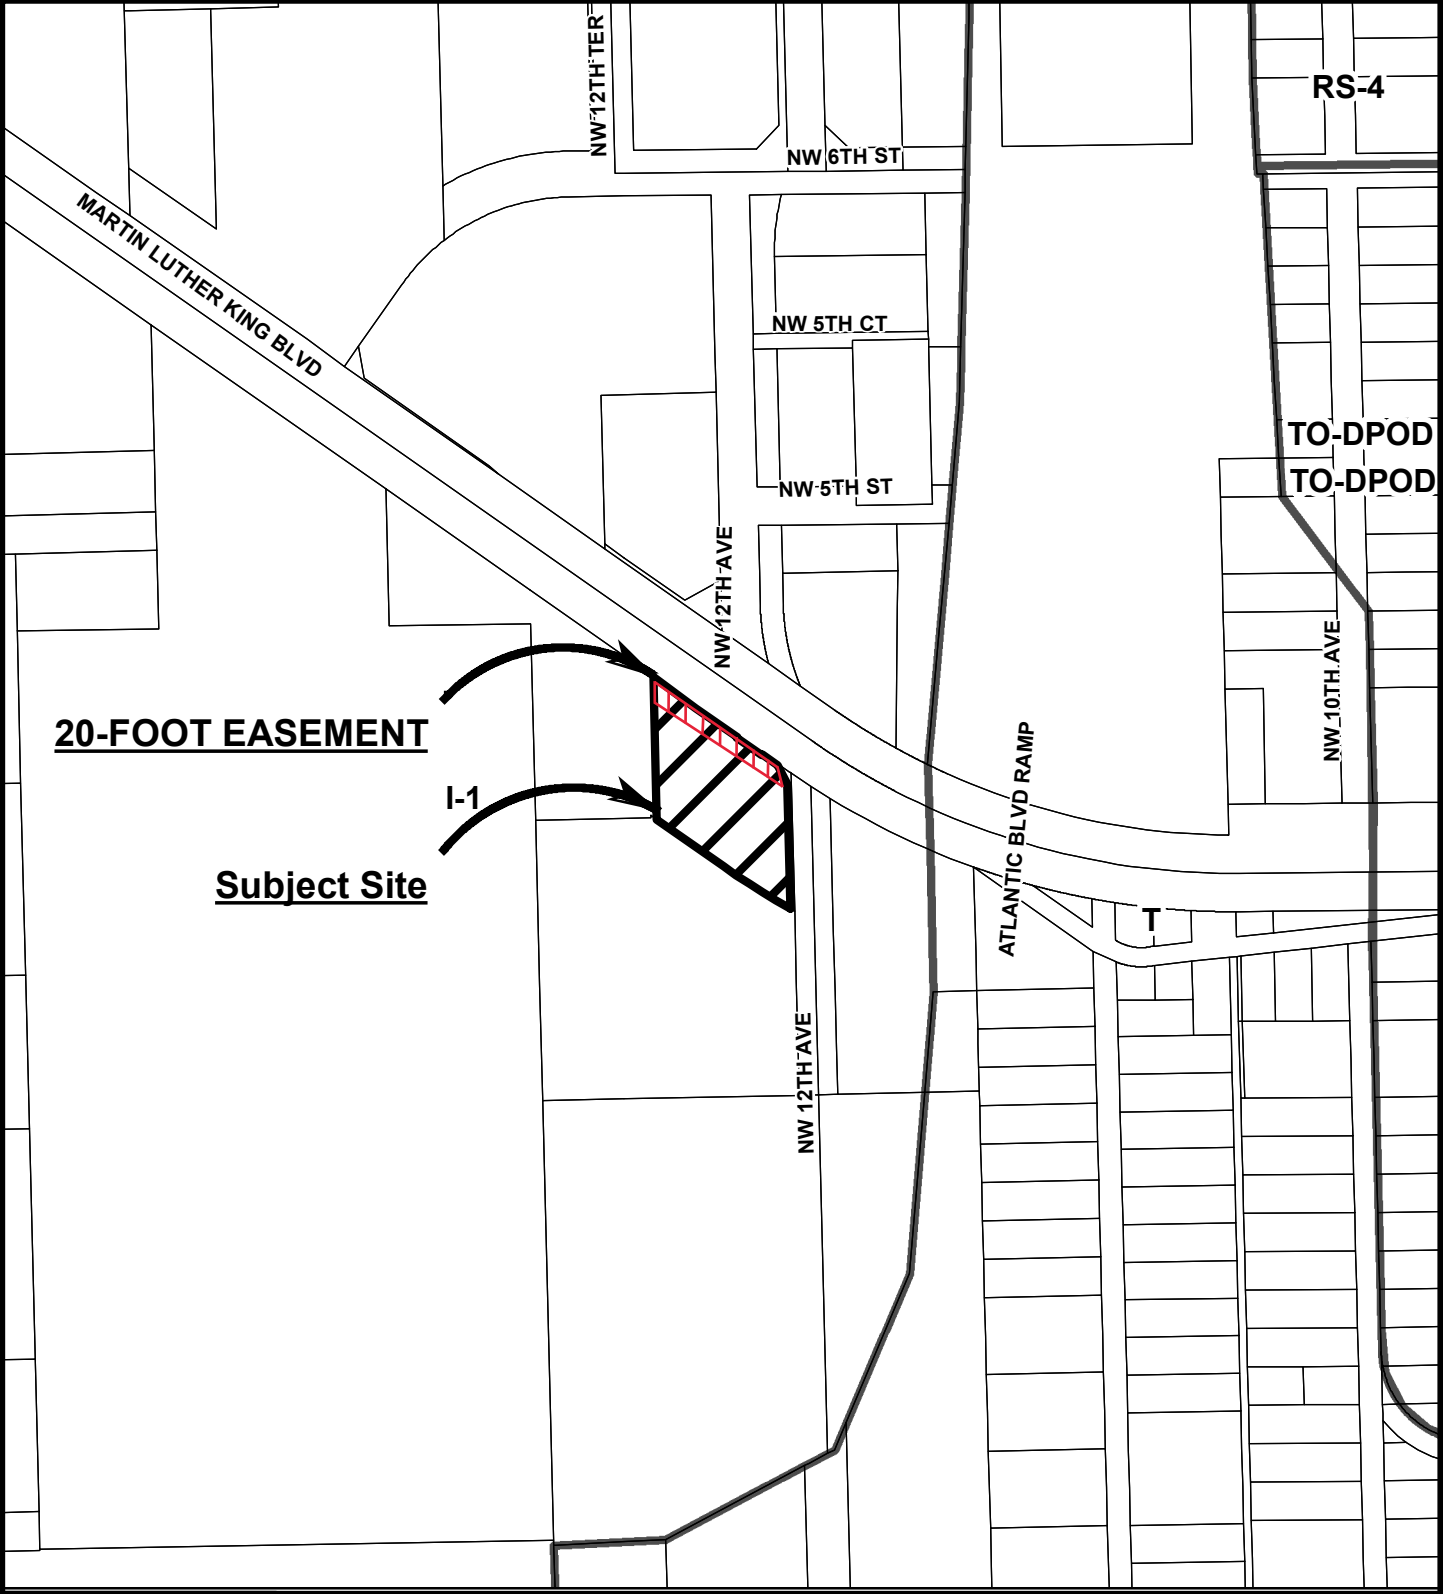 NW 12TH TER
RS-4
NW 6TH ST
MARTIN LUTHER KING BLVD
NW 5TH CT
TO-DPOD
TO-DPOD
NW 5TH ST
NW 12TH AVE
NW 10TH AVE
20-FOOT EASEMENT
ATLANTIC BLVD RAMP
I-1
Subject Site
T
NW 12TH AVE